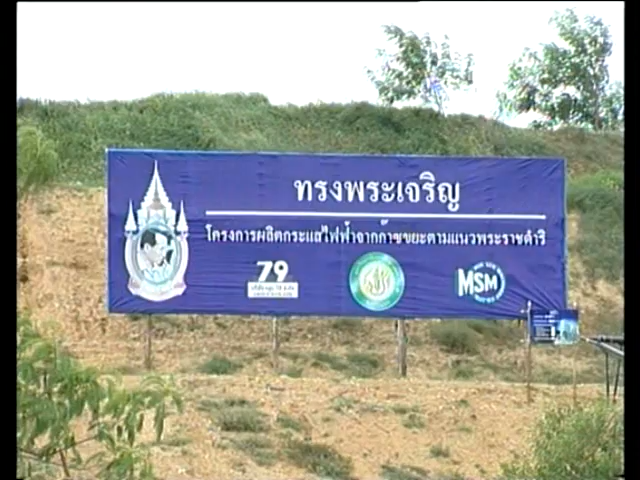 ทรงพระเจริญ
โครงการผลิตกระแสไฟฟ้าจากก๊าซขยะตามแนวพระราชดำริ
79
MSM